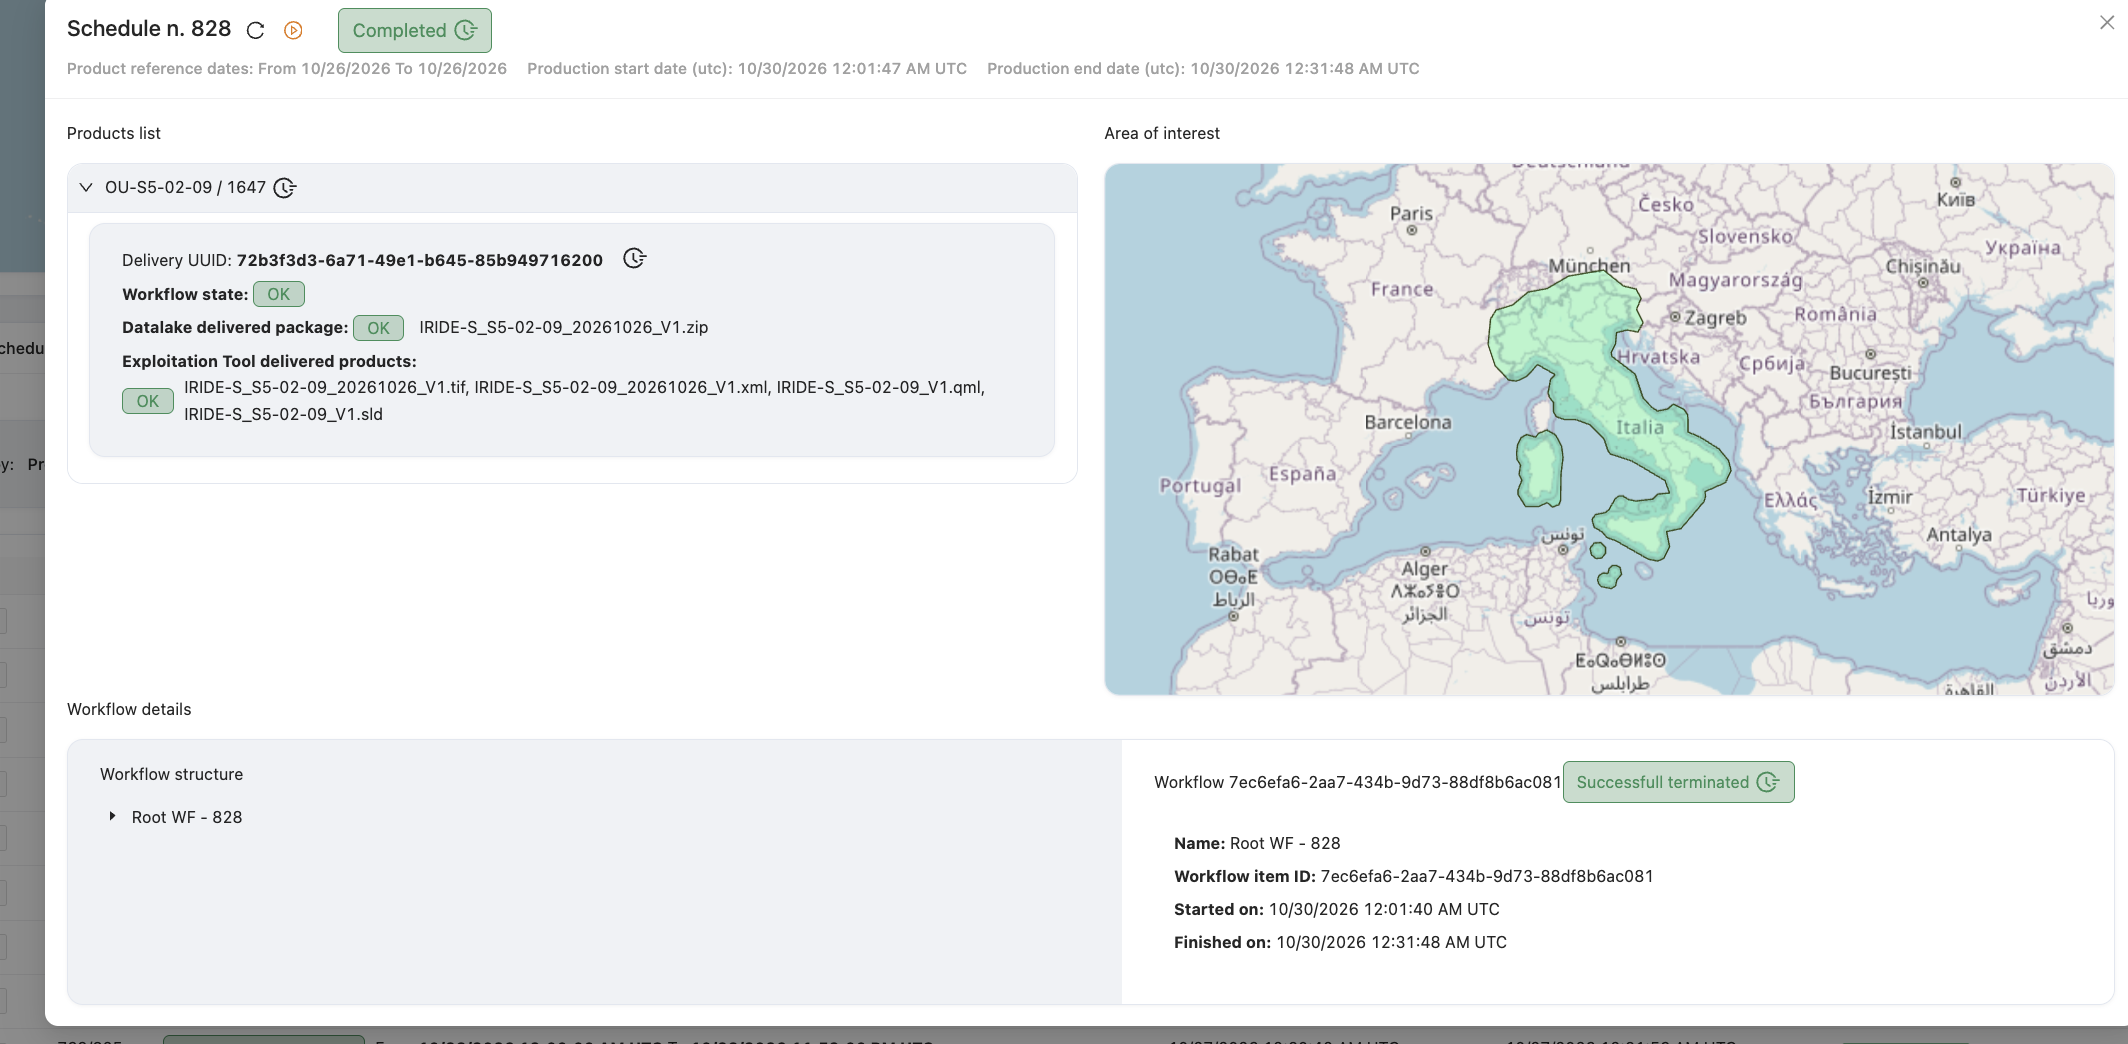 Schedule n. 828
Completed
Product reference dates: From 10/26/2026 To 10/26/2026 Production start date (utc): 10/30/2026 12:01:47 AM UTC Production end date (utc): 10/30/2026 12:31:48 AM UTC
Products list
OU-S5-02-09 / 1647
Delivery UUID: 72b3f3d3-6a71-49e1-b645-85b949716200
Workflow state: OK
Datalake delivered package: OK IRIDE-S_S5-02-09_20261026_V1.zip
Exploitation Tool delivered products:
OK IRIDE-S_S5-02-09_20261026_V1.tif, IRIDE-S_S5-02-09_20261026_V1.xml, IRIDE-S_S5-02-09_V1.qml,
IRIDE-S_S5-02-09_V1.sld
Area of interest
Deutschland
Paris
Česko
Київ
Slovensko
Україна
München
Magyarország
Chișinău
France
Zagreb
România
Hrvatska
Србија
București
България
Barcelona
Italia
İstanbul
España
Portugal
Ελλάς
İzmir
Türkiye
تونس
Antalya
Rabat
ⵔⴱⴰⵟ
الرباط
Alger
الجزائر
تونس
طرابلس
دمشق
القاهرة
الأردن
Workflow details
Workflow structure
Root WF - 828
Workflow 7ec6efa6-2aa7-434b-9d73-88df8b6ac081 Successfull terminated
Name: Root WF - 828
Workflow item ID: 7ec6efa6-2aa7-434b-9d73-88df8b6ac081
Started on: 10/30/2026 12:01:40 AM UTC
Finished on: 10/30/2026 12:31:48 AM UTC